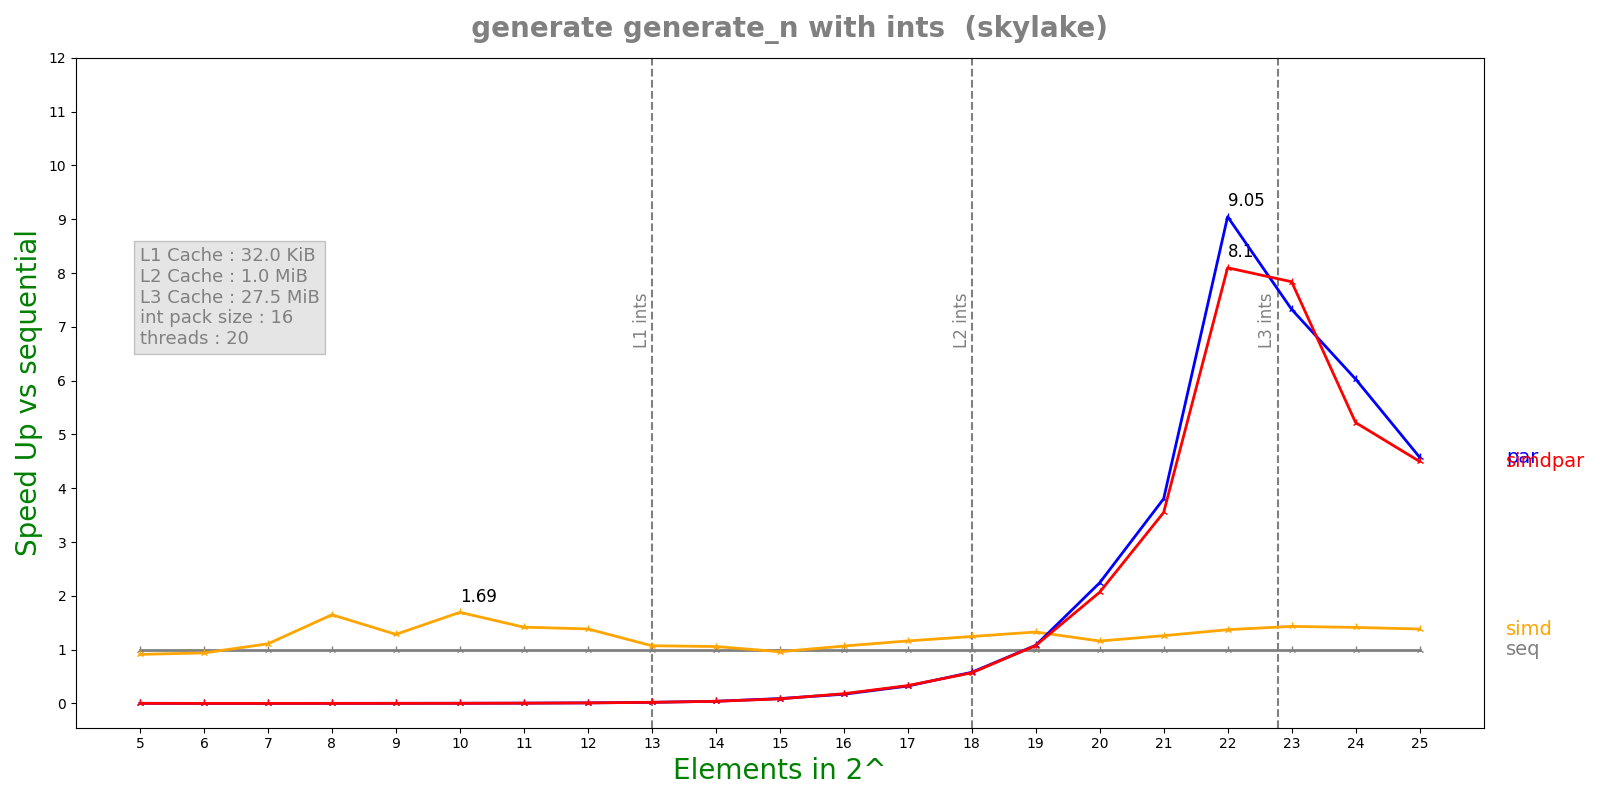 generate generate_n with ints (skylake)
Speed Up vs sequential
12
11
10
9
8
7
6
5
4
3
2
1
0
L1 Cache : 32.0 KiB
L2 Cache : 1.0 MiB
L3 Cache : 27.5 MiB
int pack size : 16
threads : 20
L1 ints
L2 ints
L3 ints
9.05
8.1
1.69
par
simdpar
simd
seq
5 6 7 8 9 10 11 12 13 14 15 16 17 18 19 20 21 22 23 24 25
Elements in 2^